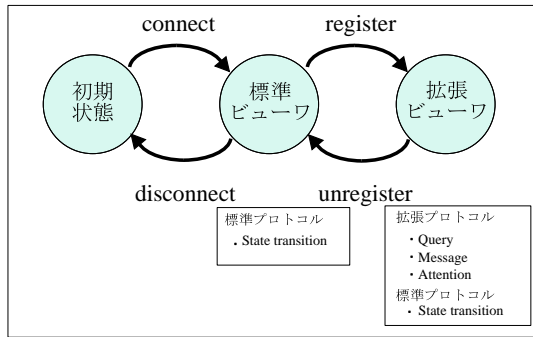 connect
register
初期
状態
標準
ビューワ
拡張
ビューワ
disconnect
unregister
標準プロトコル
・State transition
拡張プロトコル
・Query
・Message
・Attention
標準プロトコル
・State transition